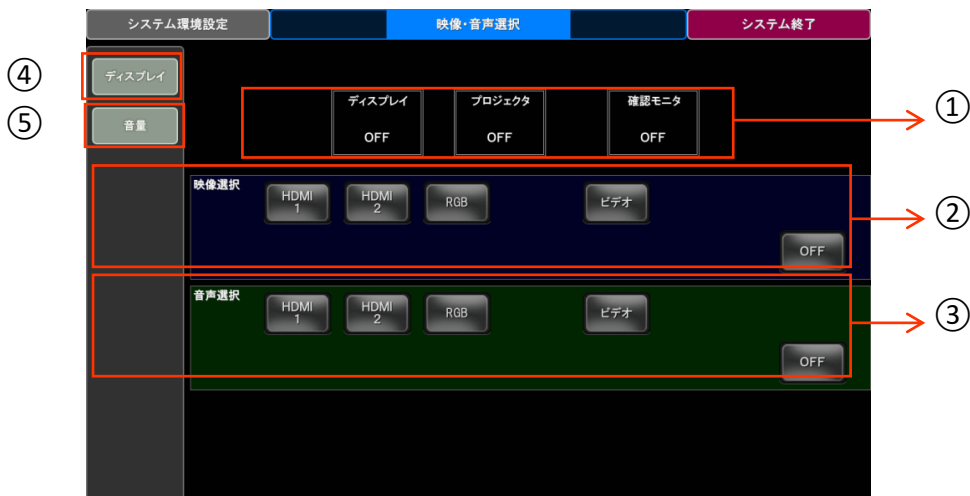 システム環境設定
映像・音声選択
システム終了
④
ディスプレイ
⑤
音量
ディスプレイ
OFF
プロジェクタ
OFF
確認モニタ
OFF
①
映像選択
HDMI
1
HDMI
2
RGB
ビデオ
OFF
②
音声選択
HDMI
1
HDMI
2
RGB
ビデオ
OFF
③